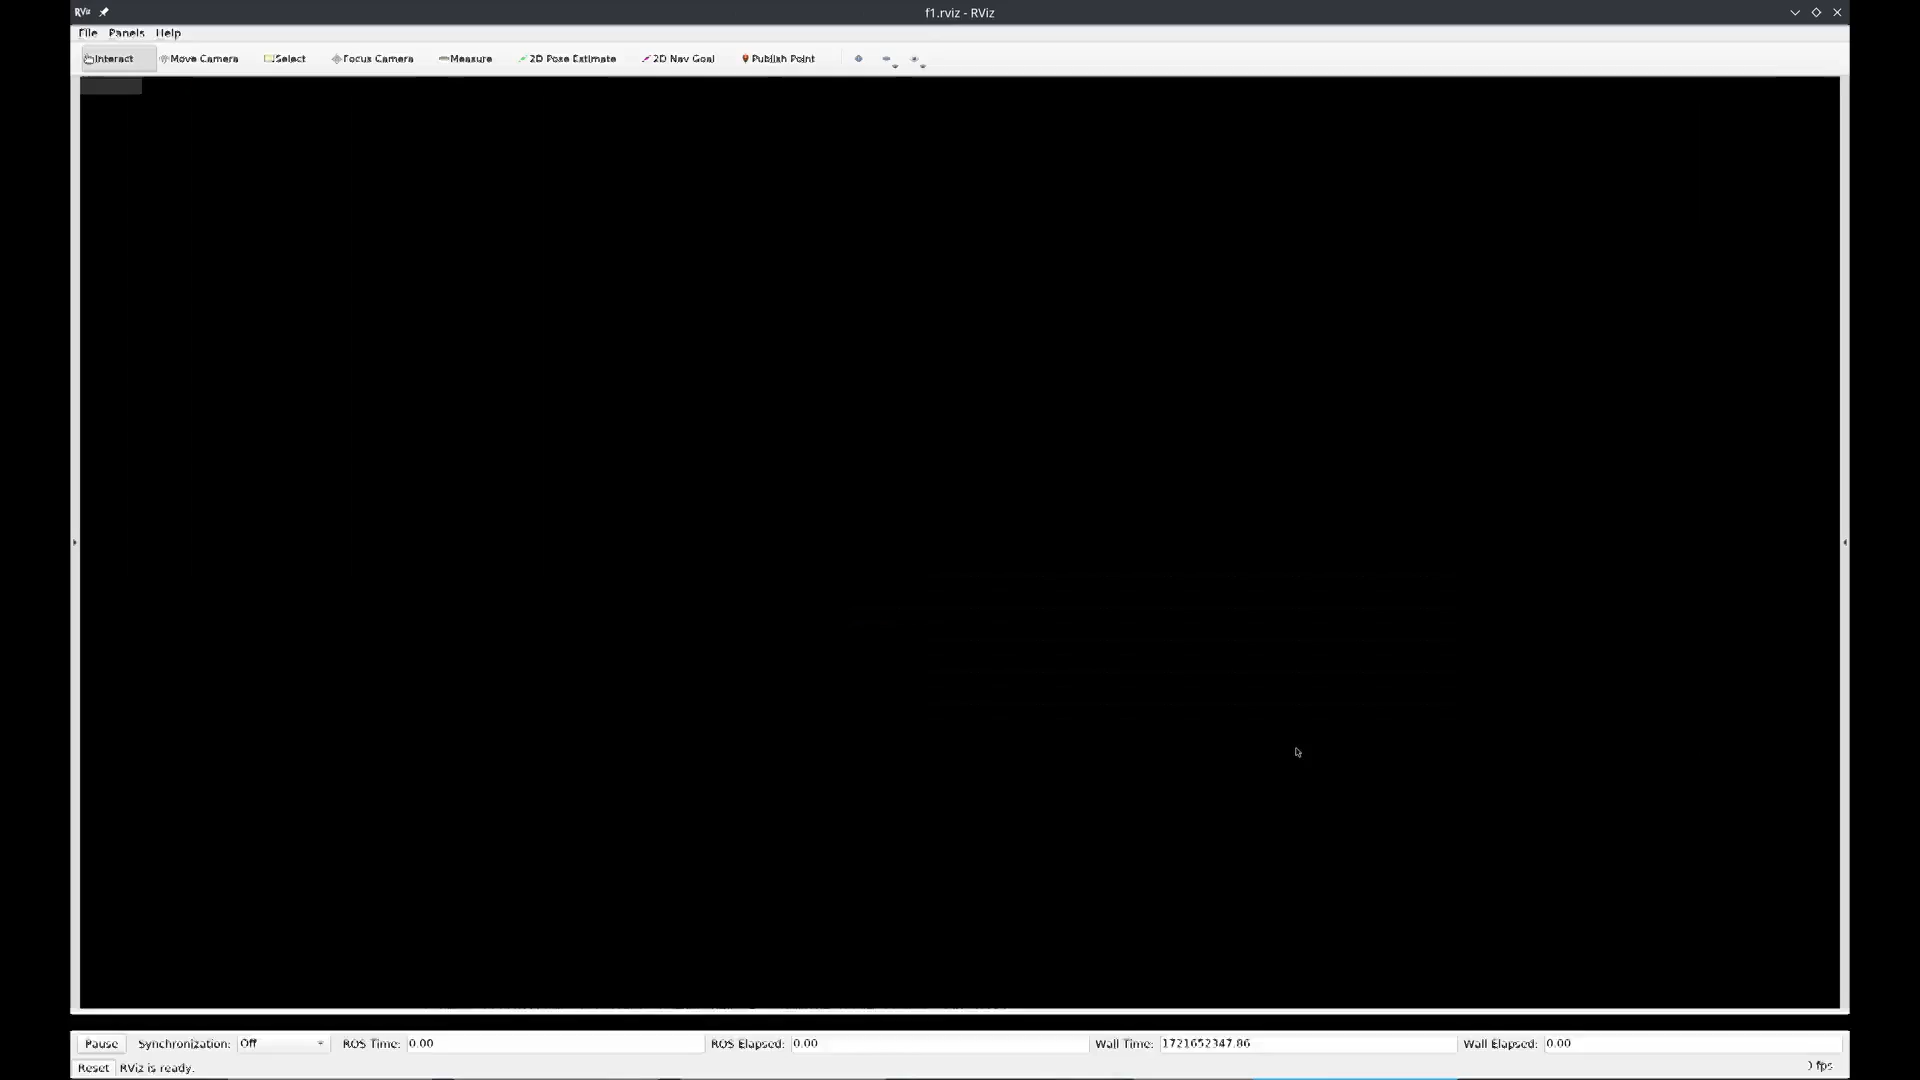 RViz
f1.rviz - RViz
File Panels Help
Interact Move Camera Select Focus Camera Measure 2D Pose Estimate 2D Nav Goal Publish Point
Pause Synchronization: Off ROS Time: 0.00 ROS Elapsed: 0.00 Wall Time: 1721652347.86 Wall Elapsed: 0.00
Reset RViz is ready. fps